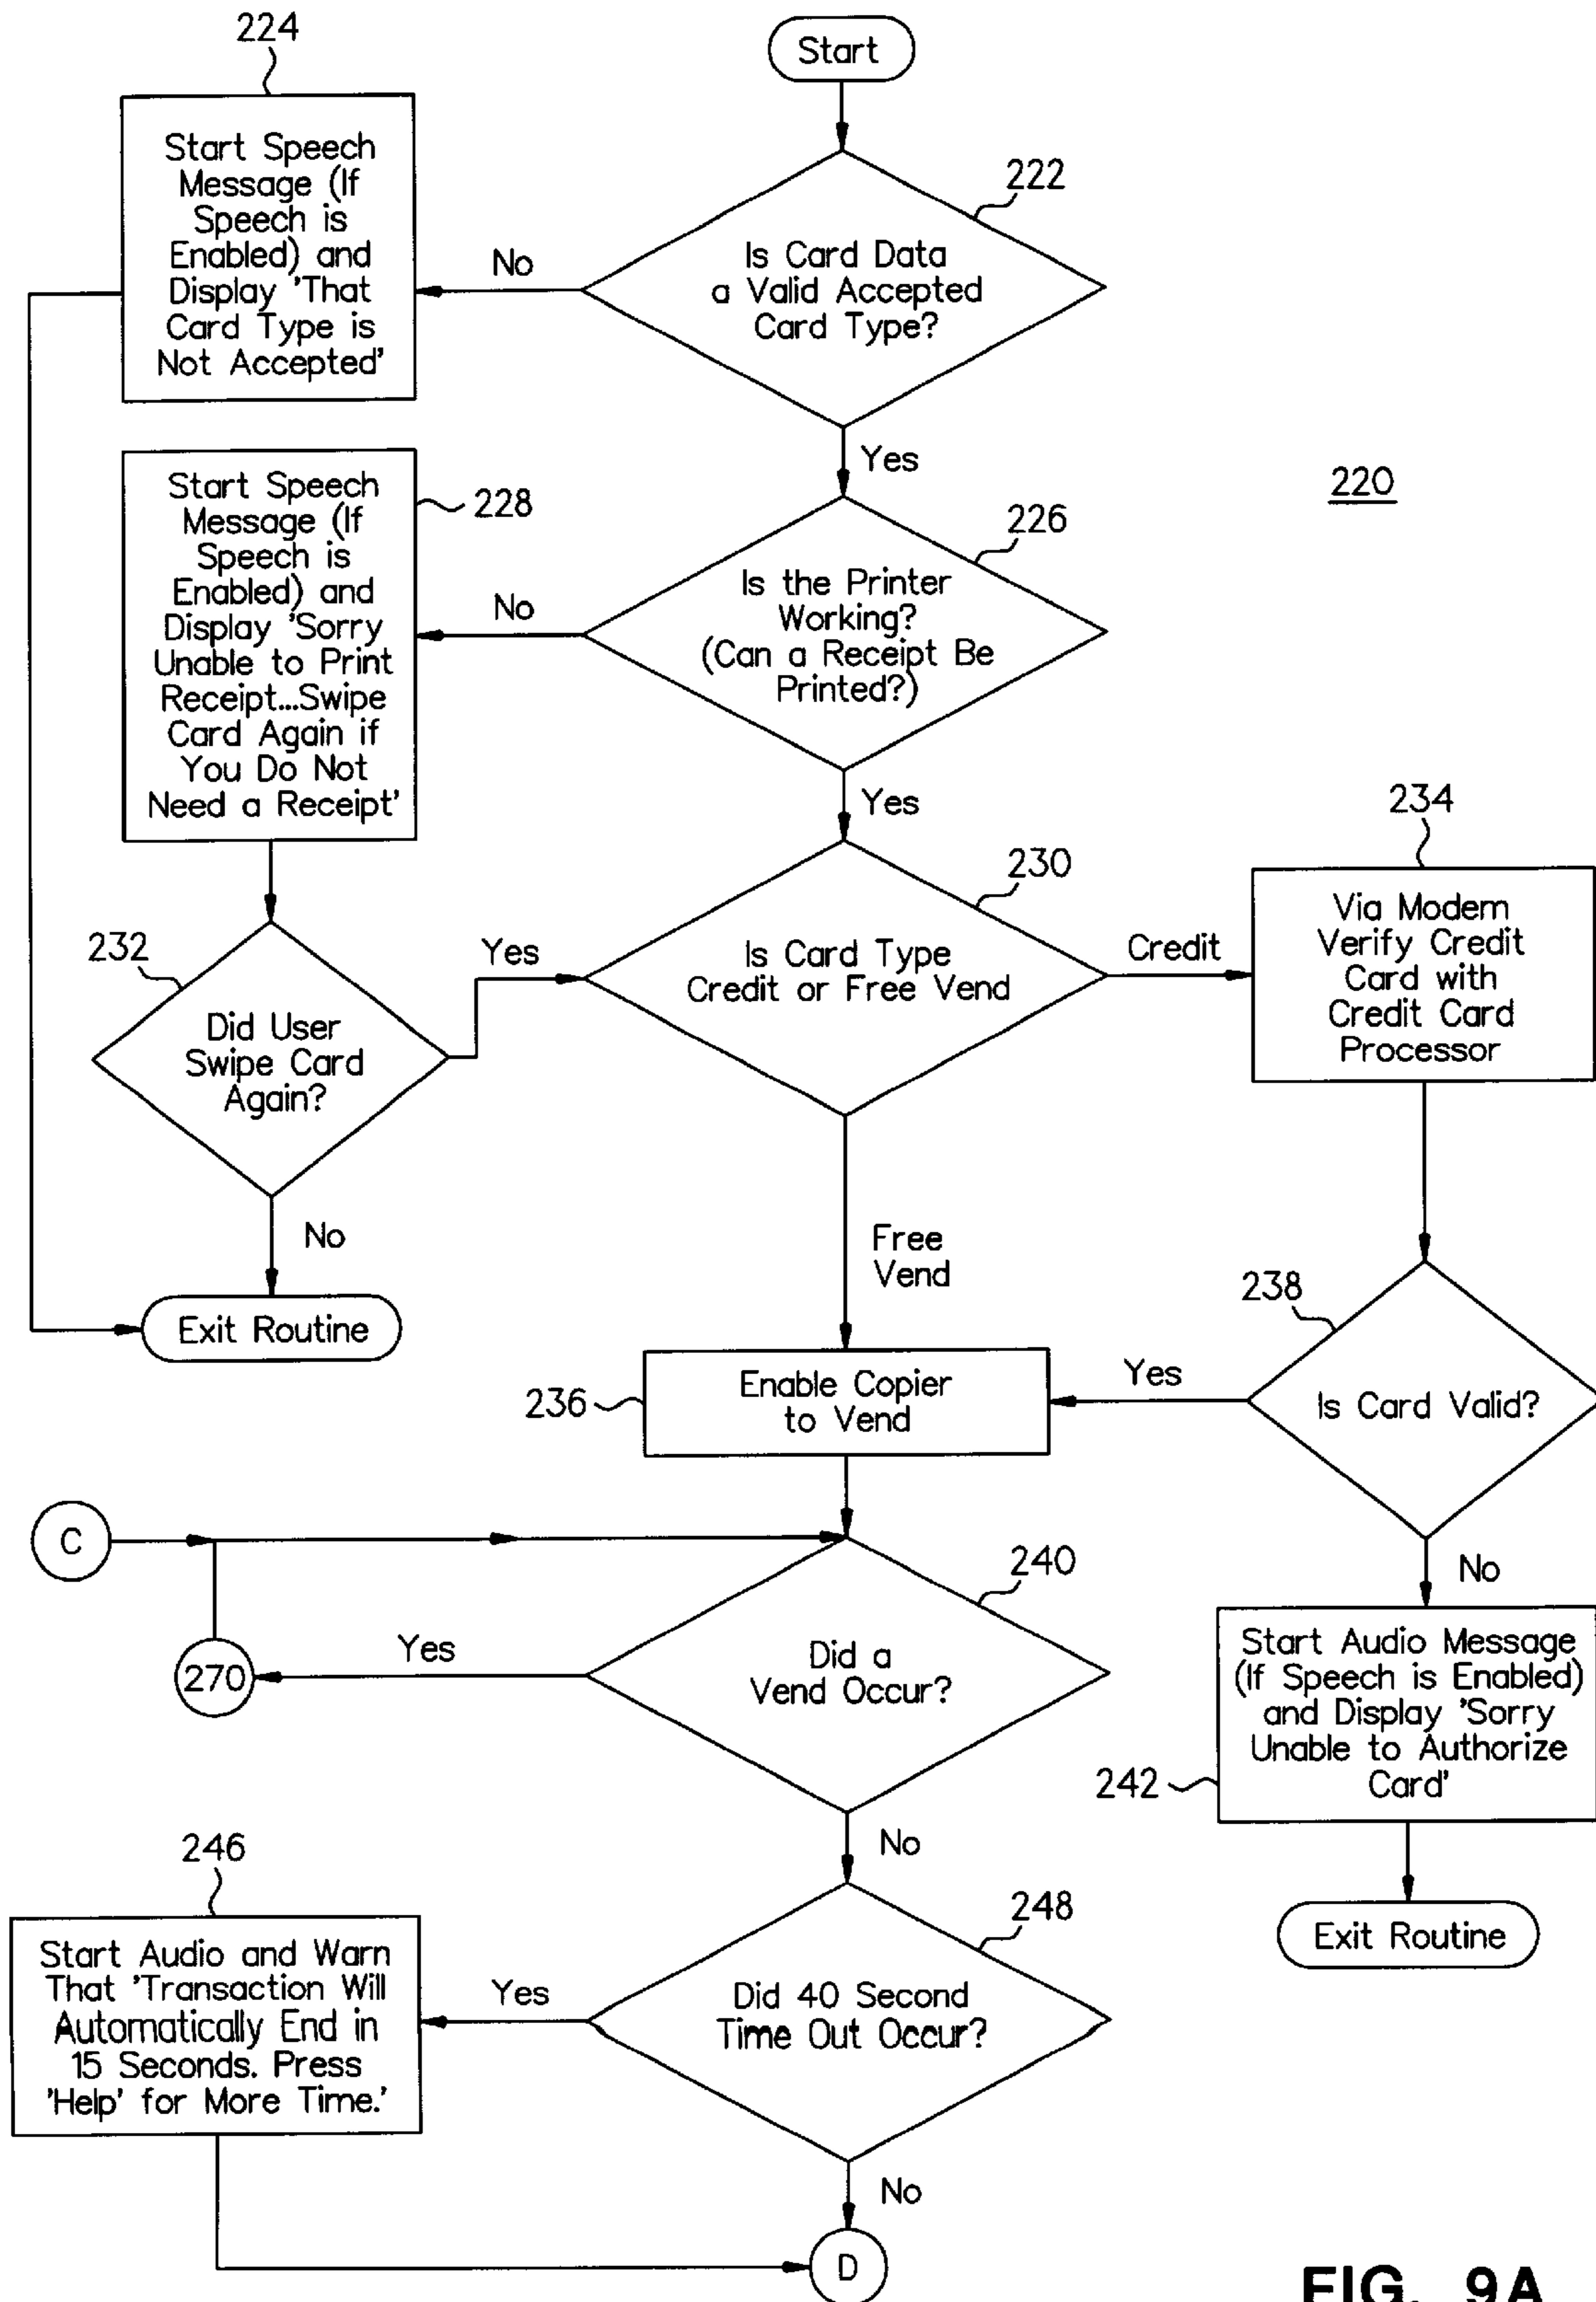 224
Start
Start Speech
Message (If
Speech is
Enabled) and
Display 'That
Card Type is
Not Accepted'
No
222
Is Card Data
a Valid Accepted
Card Type?
Yes
220
Start Speech
Message (If
Speech is
Enabled) and
Display 'Sorry
Unable to Print
Receipt...Swipe
Card Again if
You Do Not
Need a Receipt'
228
No
226
Is the Printer
Working?
(Can a Receipt Be
Printed?)
Yes
232
Did User
Swipe Card
Again?
Yes
No
Exit Routine
230
Is Card Type
Credit or Free Vend
Credit
234
Via Modem
Verify Credit
Card with
Credit Card
Processor
Free
Vend
236
Enable Copier
to Vend
Yes
238
Is Card Valid?
No
C
270
Yes
240
Did a
Vend Occur?
No
Start Audio Message
(If Speech is Enabled)
and Display 'Sorry
Unable to Authorize
Card'
242
Exit Routine
246
Start Audio and Warn
That 'Transaction Will
Automatically End in
15 Seconds. Press
'Help' for More Time.'
Yes
248
Did 40 Second
Time Out Occur?
No
D
FIG. 9A